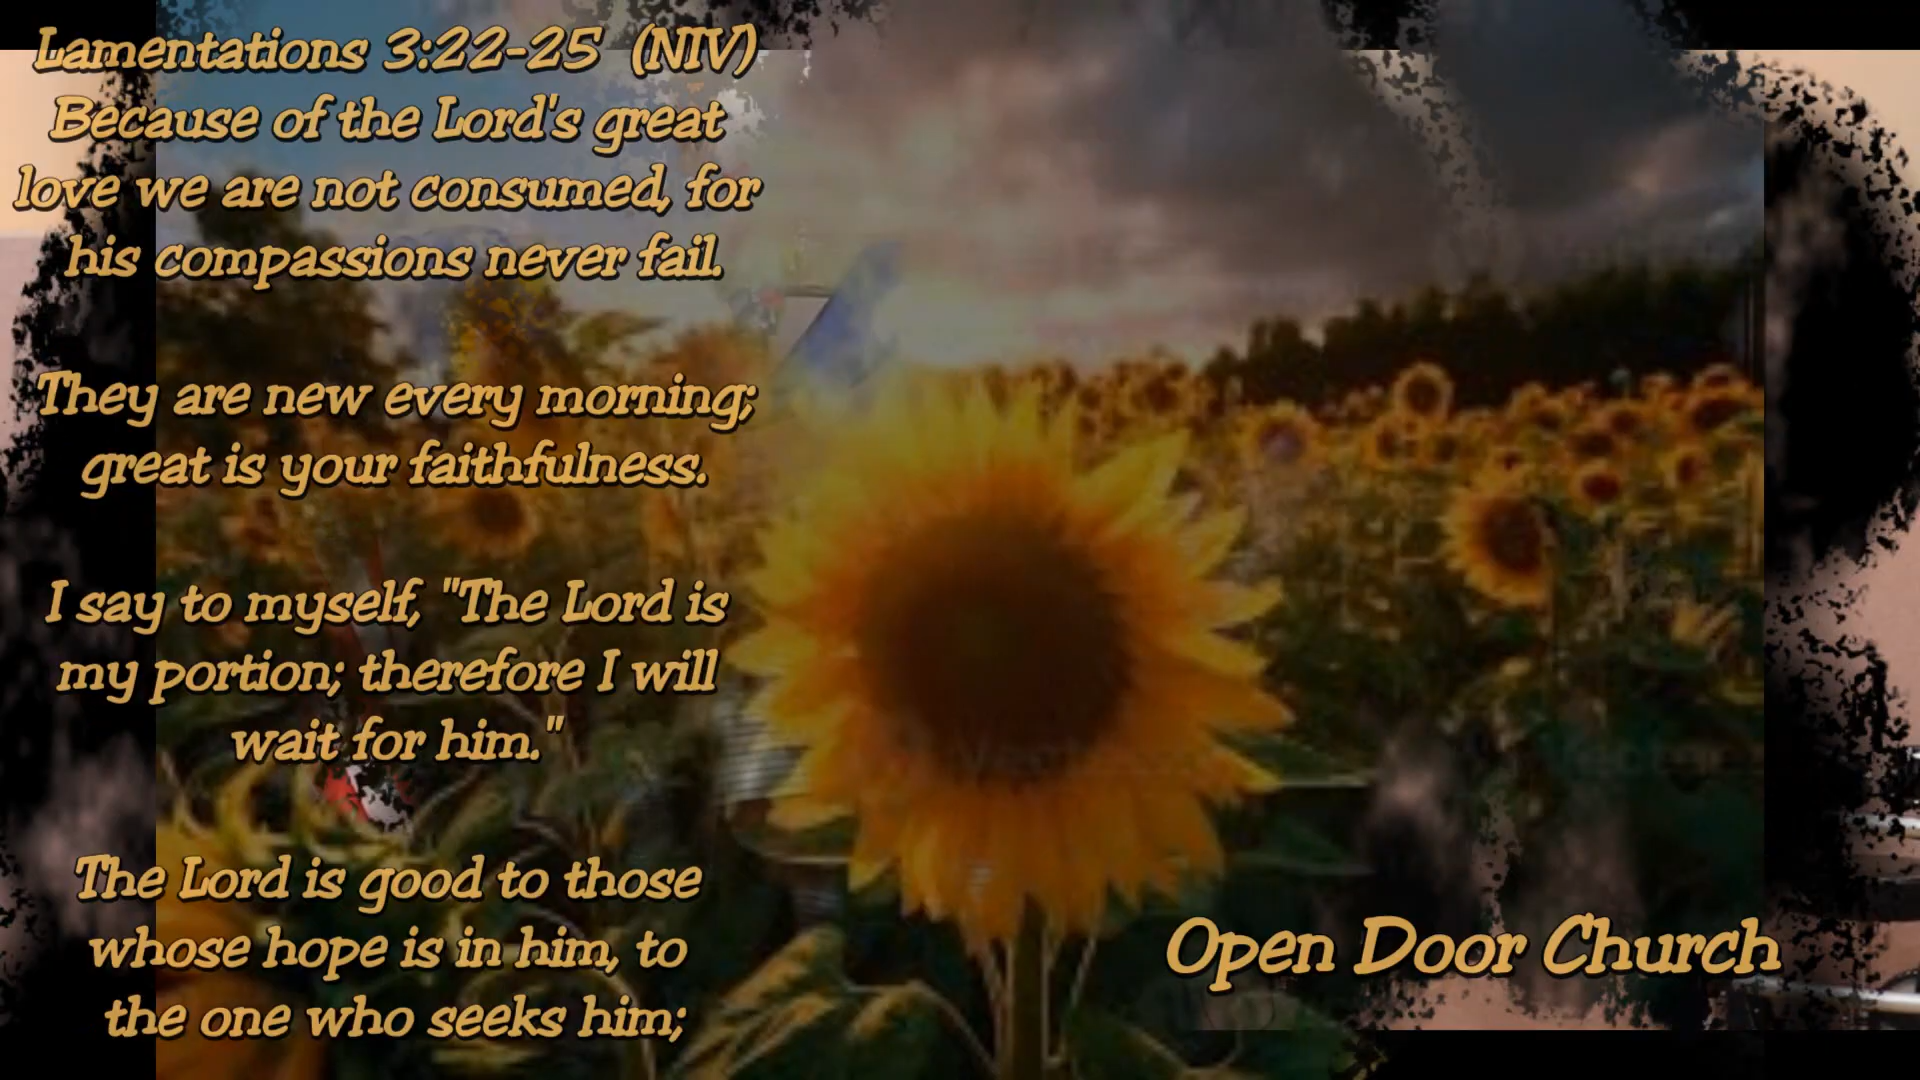 Lamentations 3:22-25 (NIV)
Because of the Lord's great
love we are not consumed, for
his compassions never fail.
They are new every morning;
great is your faithfulness.
I say to myself, "The Lord is
my portion; therefore I will
wait for him."
The Lord is good to those
whose hope is in him, to
the one who seeks him;
Open Door Church